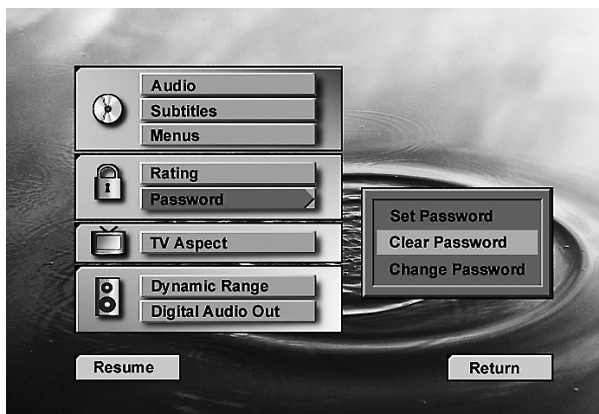 Audio
Subtitles
Menus
Rating
Password
TV Aspect
Dynamic Range
Digital Audio Out
Set Password
Clear Password
Change Password
Resume
Return